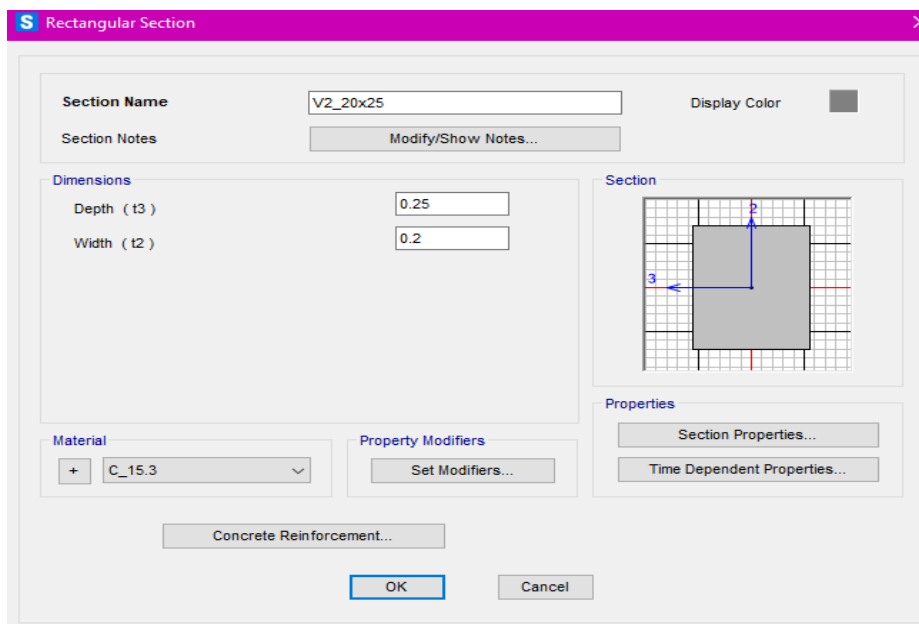 S Rectangular Section
Section Name V2_20x25 Display Color
Section Notes Modify/Show Notes...
Dimensions
Depth ( t3 ) 0.25
Width ( t2 ) 0.2
Section
2
3
Properties
Section Properties...
Time Dependent Properties...
Material
+ C_15.3
Property Modifiers
Set Modifiers...
Concrete Reinforcement...
OK Cancel